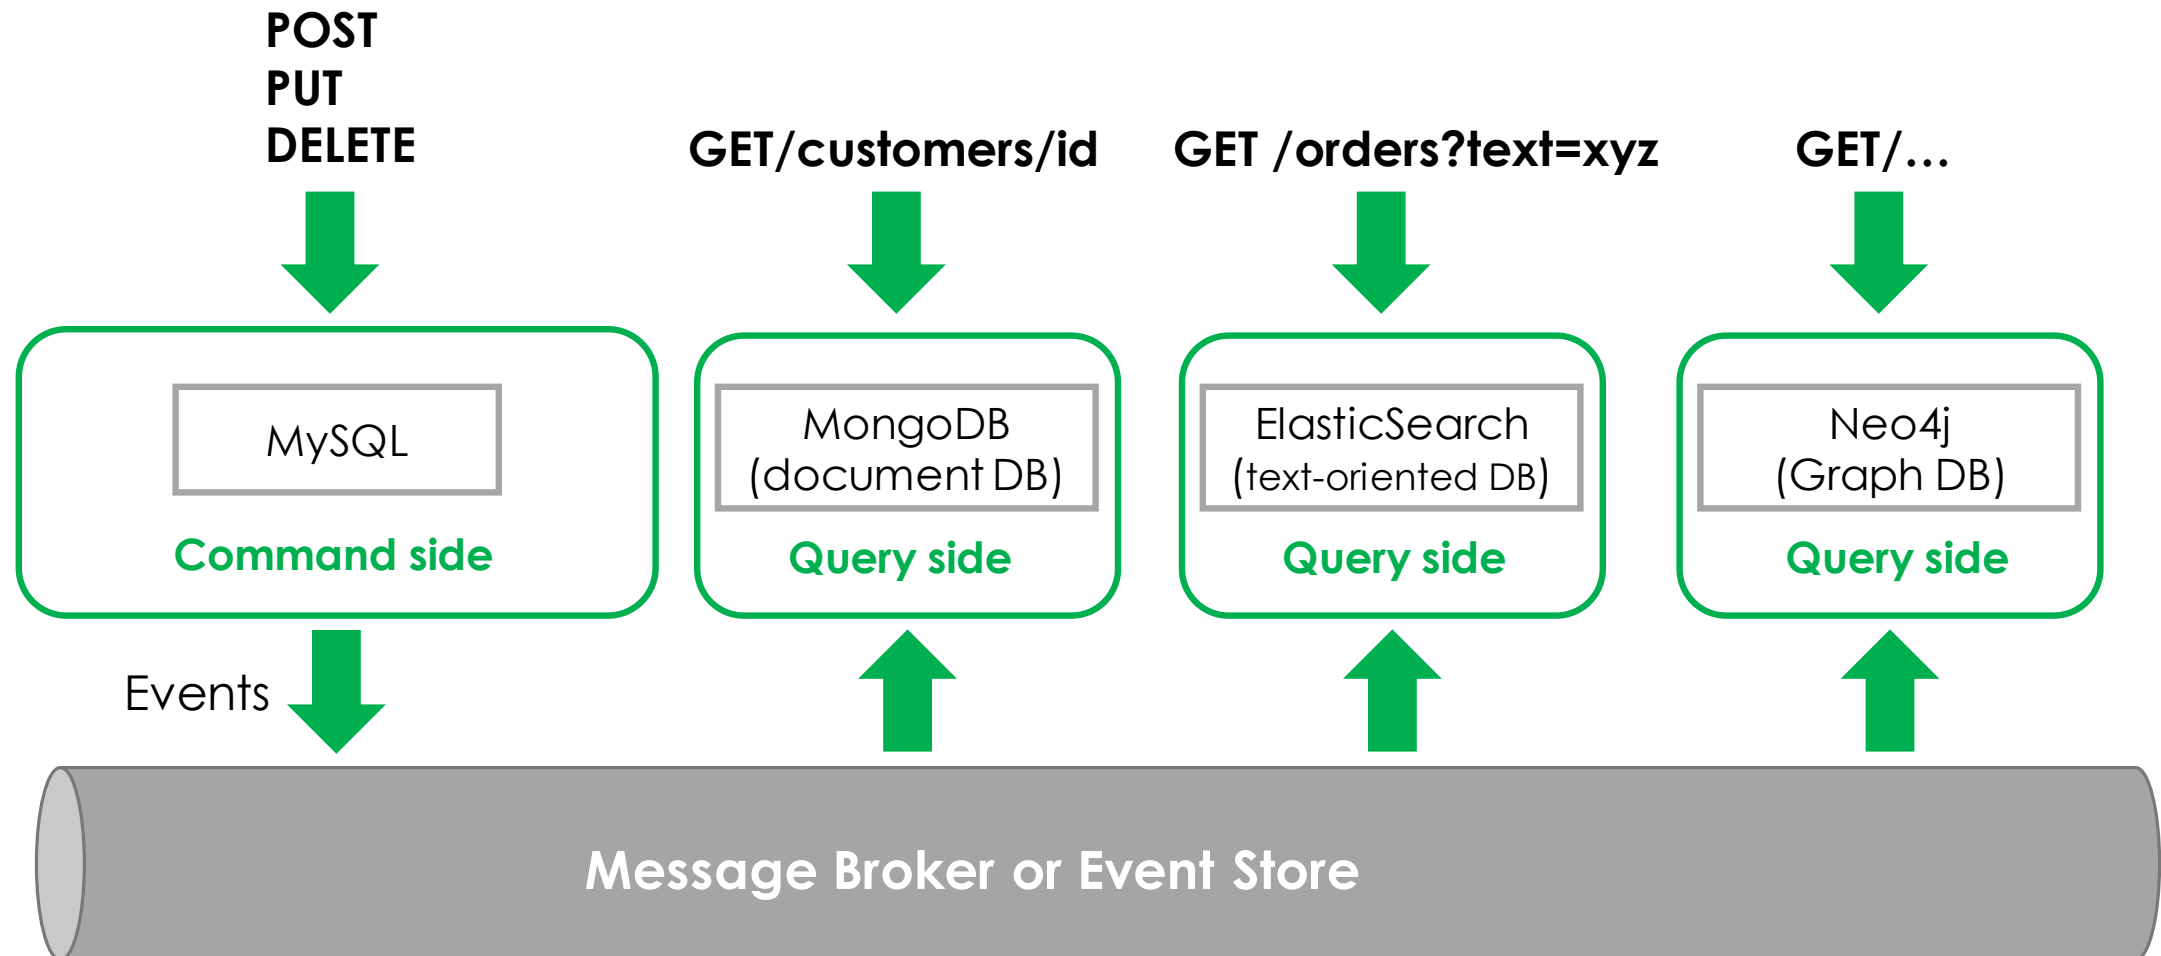 POST
PUT
DELETE
GET/customers/id
GET /orders?text=xyz
GET/...
MySQL
Command side
MongoDB
(document DB)
Query side
ElasticSearch
(text-oriented DB)
Query side
Neo4j
(Graph DB)
Query side
Events
Message Broker or Event Store